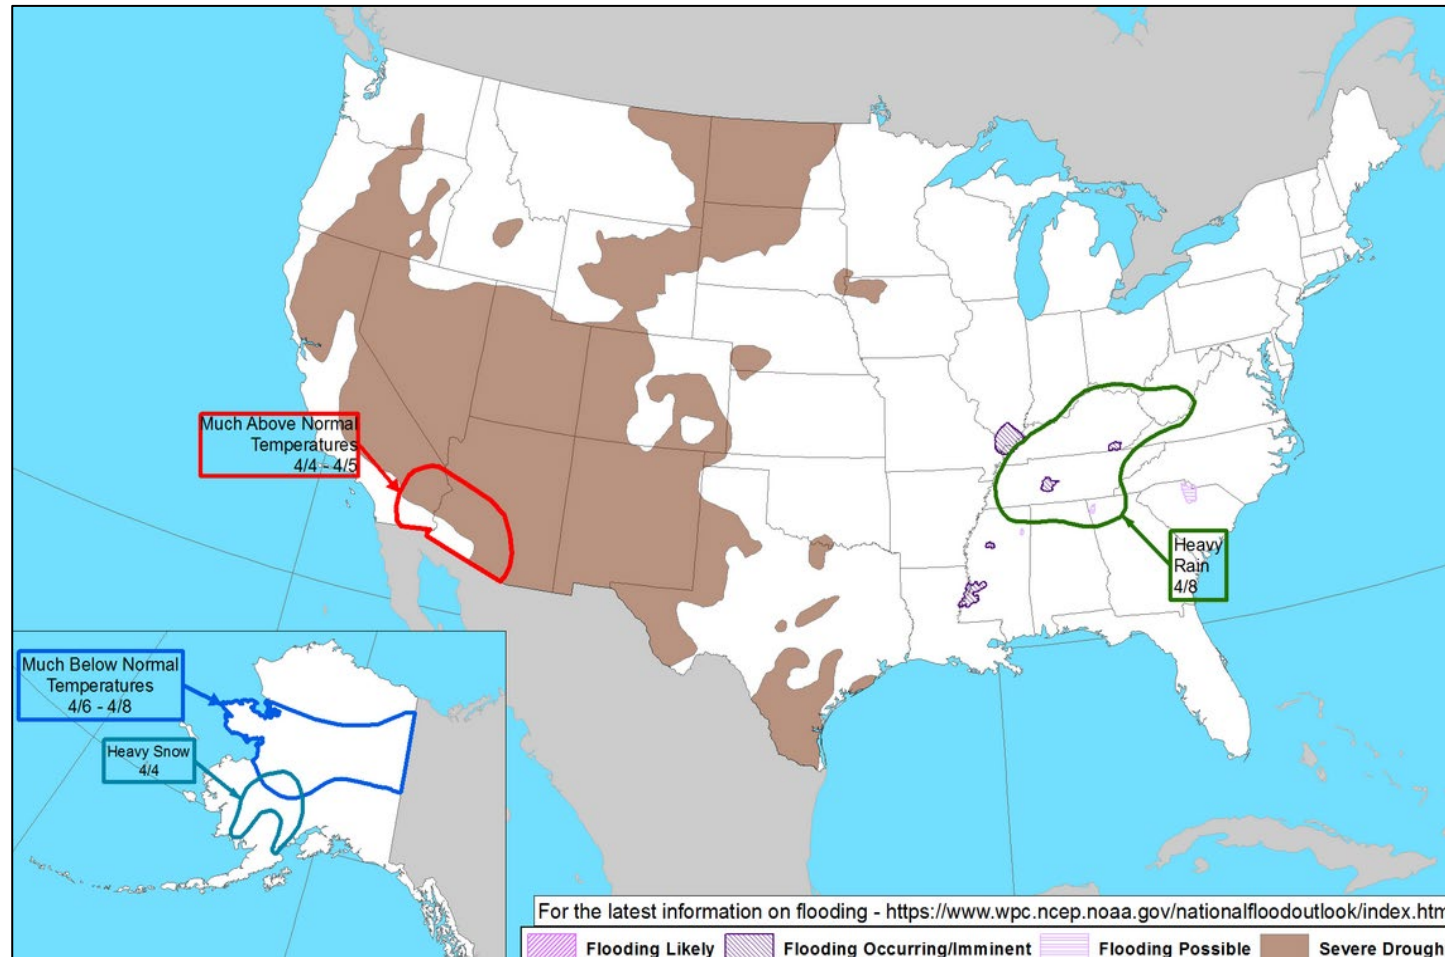 Much Above Normal
Temperatures
4/4 - 4/5
Heavy
Rain
4/8
Much Below Normal
Temperatures
4/6 - 4/8
Heavy Snow
4/4
For the latest information on flooding - https://www.wpc.ncep.noaa.gov/nationalfloodoutlook/index.htm
Flooding Likely Flooding Occurring/Imminent Flooding Possible Severe Drough